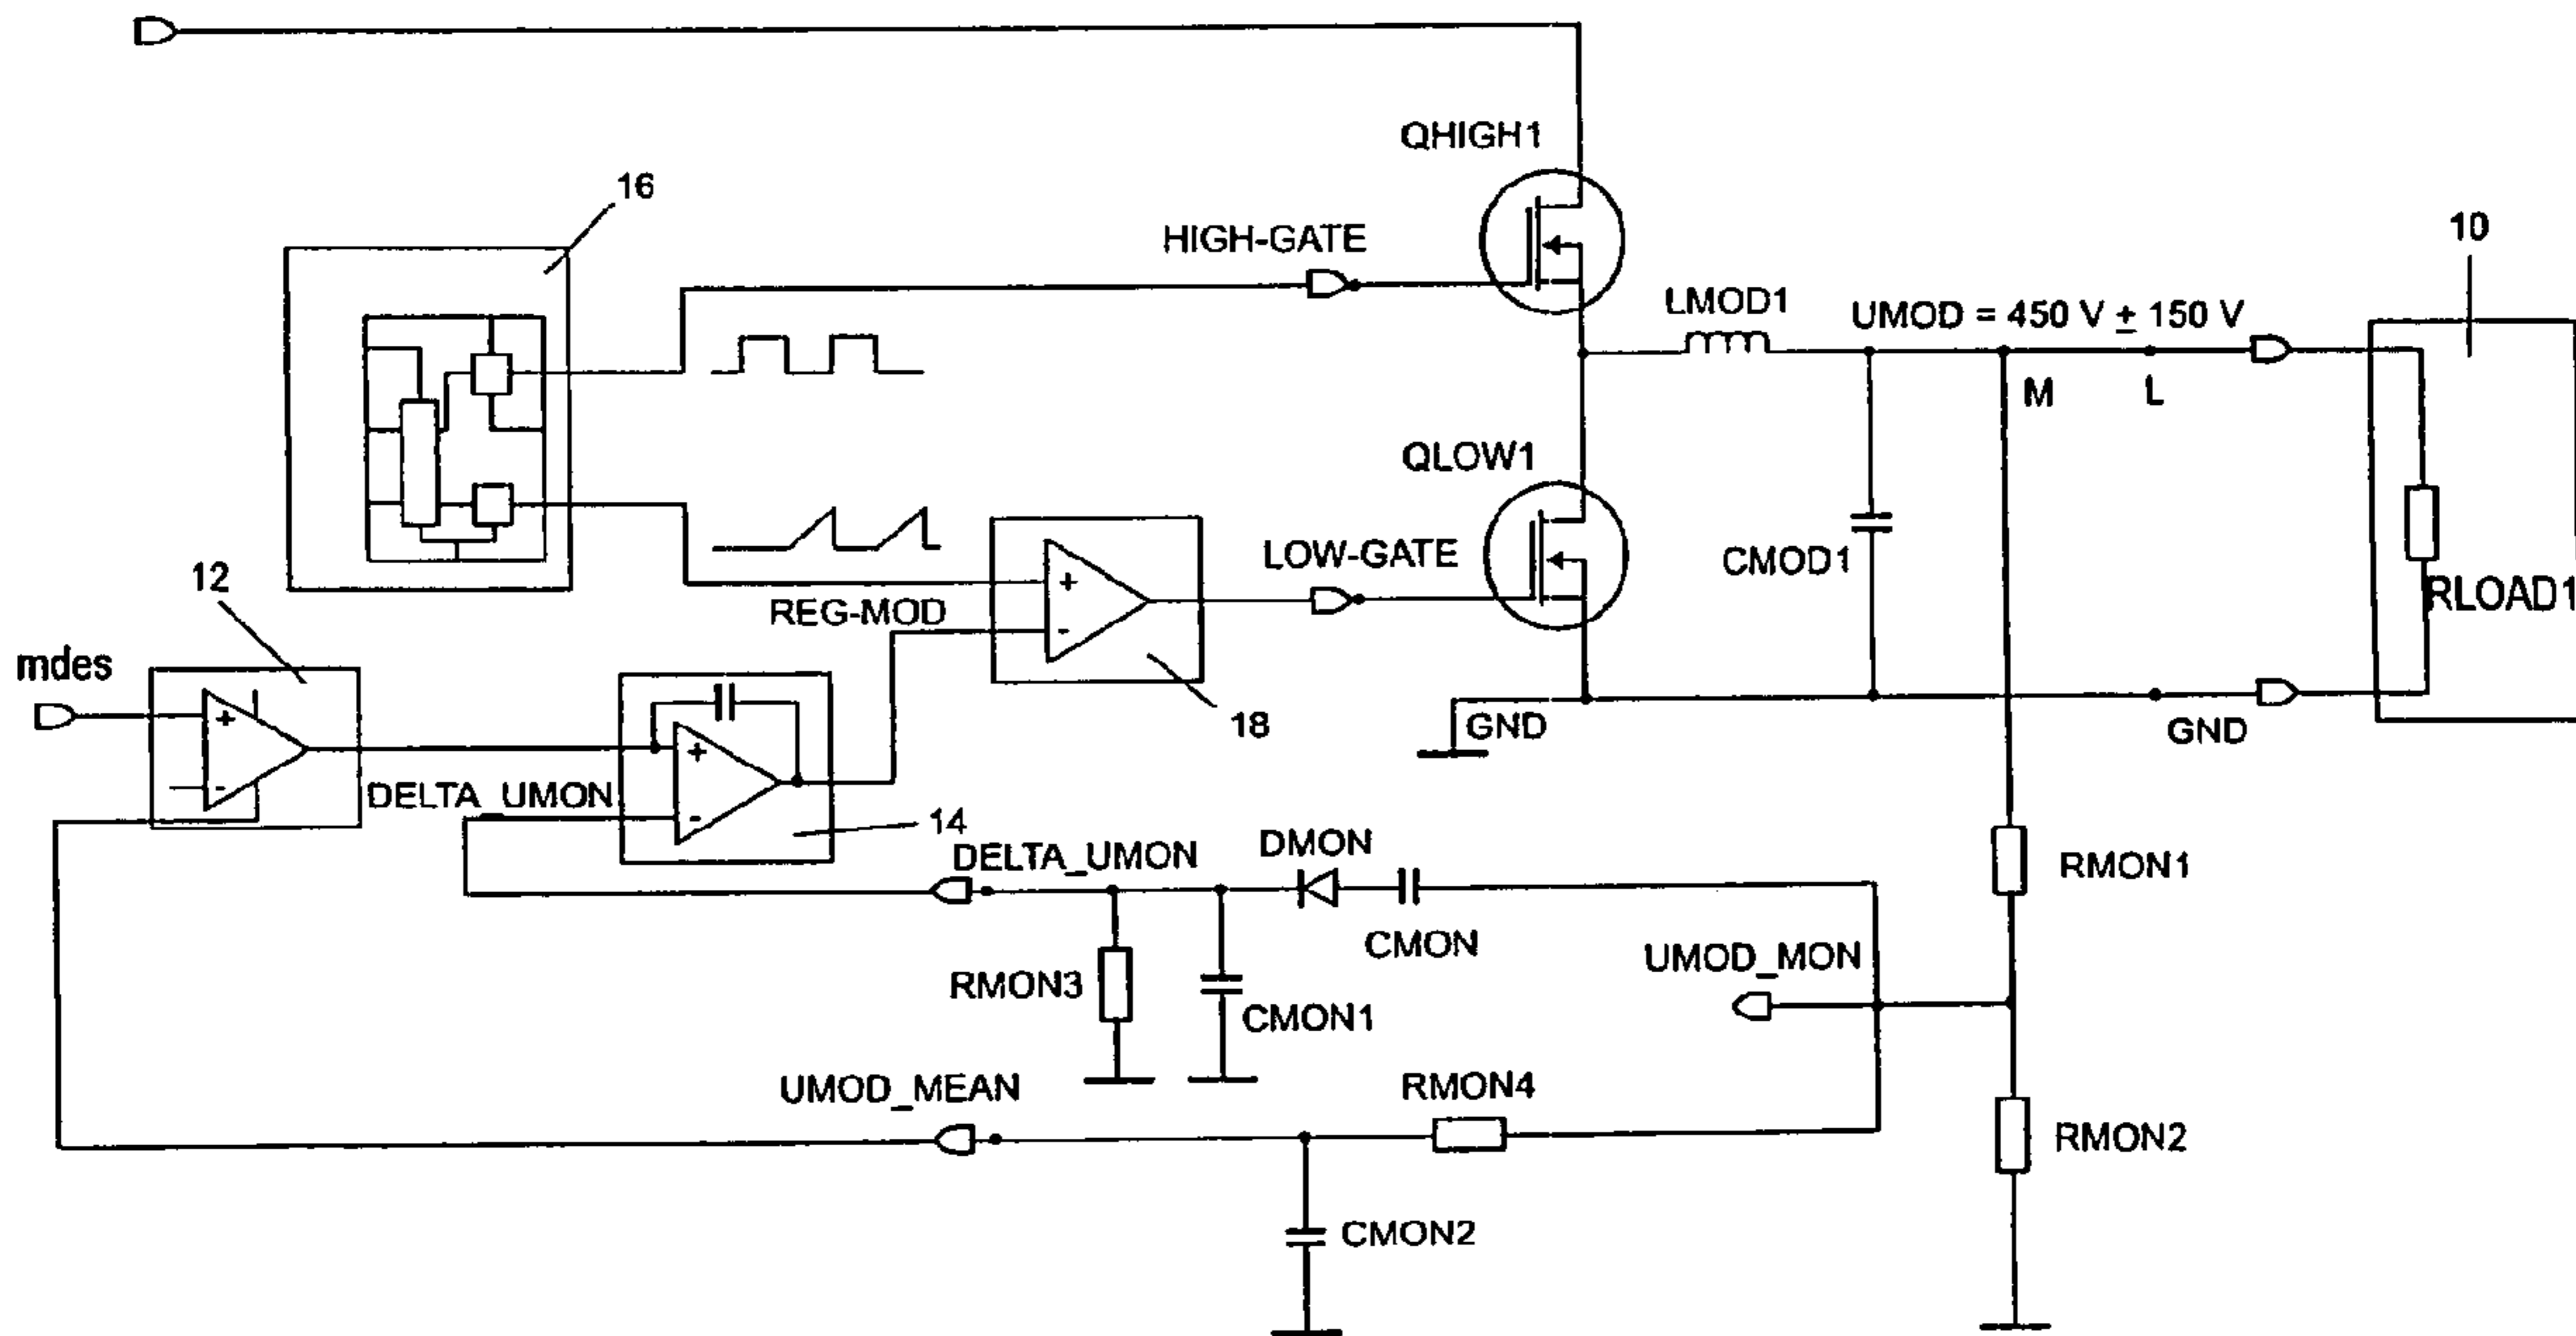 QHIGH1
16
HIGH-GATE
10
LMOD1
UMOD = 450 V ± 150 V
M
L
QLOW1
LOW-GATE
CMOD1
12
REG-MOD
+
-
RLOAD1
mdes
+
-
18
GND
GND
DELTA_UMON
+
-
14
DELTA_UMON
DMON
RMON1
CMON
UMOD_MON
RMON3
CMON1
UMOD_MEAN
RMON4
RMON2
CMON2